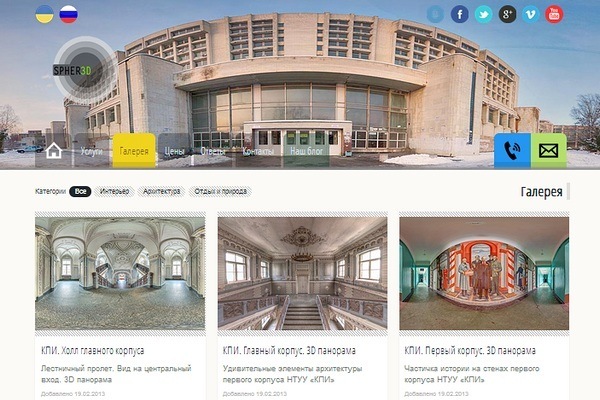 SPHER3D
Услуги
Галерея
Цены
Ответы
Контакты
Наш блог
Категории
Все
Интерьер
Архитектура
Отдых и природа
Галерея
КПИ. Холл главного корпуса
Лестничный пролет. Вид на центральный
вход. 3D панорама
Добавлено 19.02.2013
КПИ. Главный корпус. 3D панорама
Удивительные элементы архитектуры
первого корпуса НТУУ «КПИ»
Добавлено 19.02.2013
КПИ. Первый корпус. 3D панорама
Частичка истории на стенах первого
корпуса НТУУ «КПИ»
Добавлено 19.02.2013